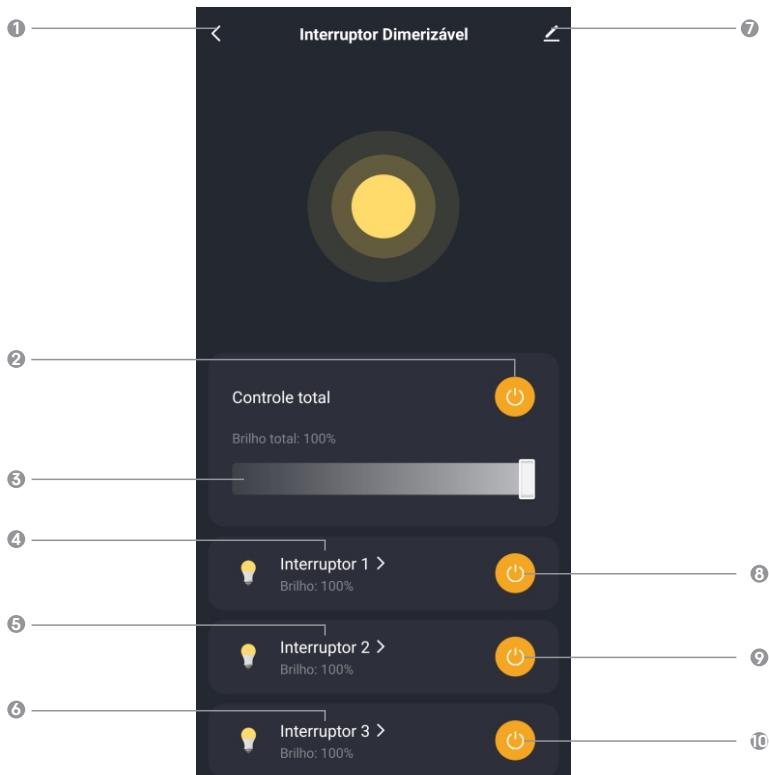 1
Interruptor Dimerizável
7
2
Controle total
Brilho total: 100%
3
4
Interruptor 1 >
Brilho: 100%
8
5
Interruptor 2 >
Brilho: 100%
9
6
Interruptor 3 >
Brilho: 100%
10